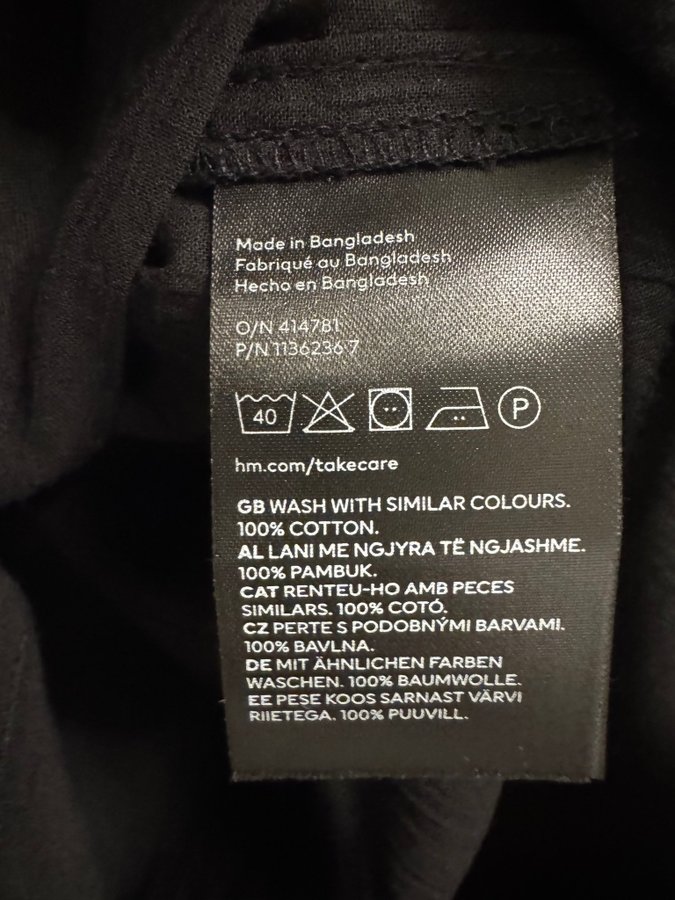 Made in Bangladesh
Fabriqué au Bangladesh
Hecho en Bangladesh
O/N 414781
P/N 1136236·7
40 P
hm.com/takecare
GB WASH WITH SIMILAR COLOURS.
100% COTTON.
AL LANI ME NGJYRA TË NGJASHME.
100% PAMBUK.
CAT RENTEU-HO AMB PECES
SIMILARS. 100% COTÓ.
CZ PERTE S PODOBNÝMI BARVAMI.
100% BAVLNA.
DE MIT ÄHNLICHEN FARBEN
WASCHEN. 100% BAUMWOLLE.
EE PESE KOOS SARNAST VÄRVI
RIIETEGA. 100% PUUVILL.